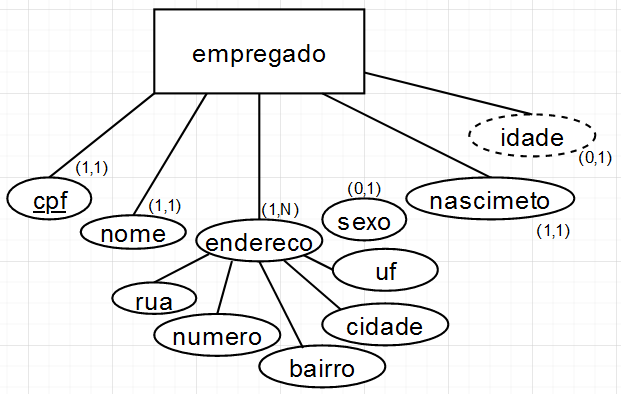 empregado
idade
(0,1)
(1,1)
cpf
(1,1)
nome
(1,N)
endereco
(0,1)
sexo
nascimeto
(1,1)
rua
numero
bairro
cidade
uf